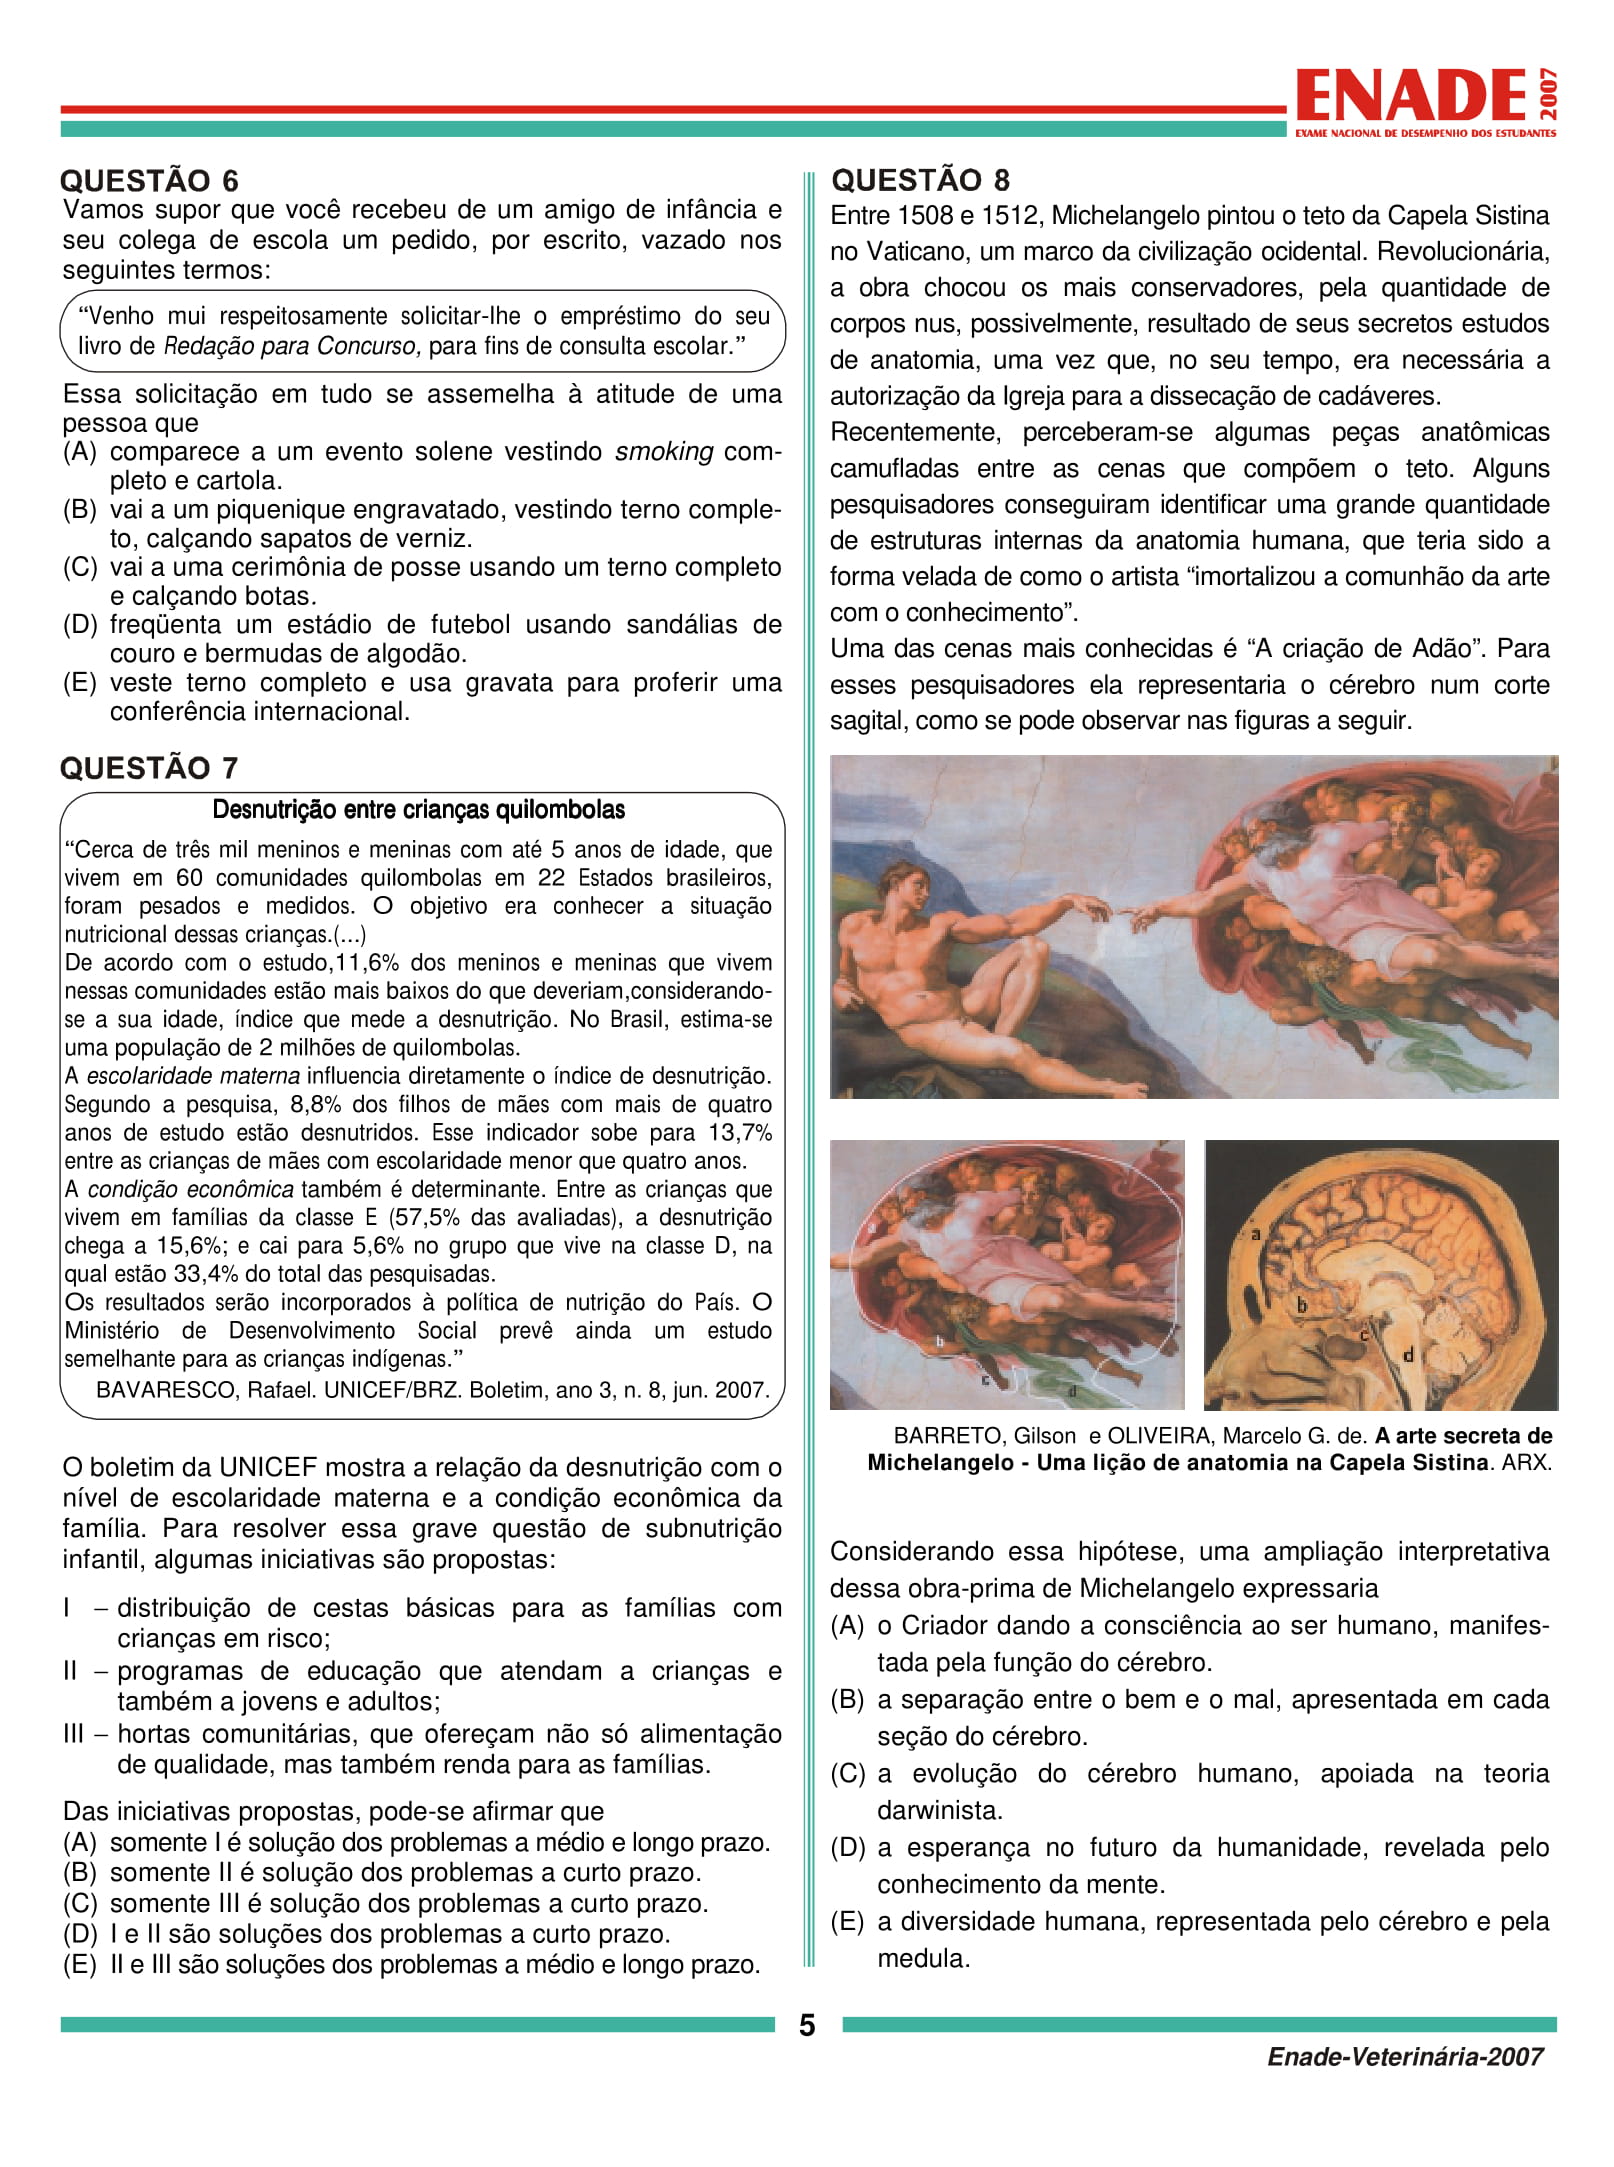 ENADE 2007
EXAME NACIONAL DE DESEMPENHO DOS ESTUDANTES
QUESTÃO 6
Vamos supor que você recebeu de um amigo de infância e
seu colega de escola um pedido, por escrito, vazado nos
seguintes termos:
“Venho mui respeitosamente solicitar-lhe o empréstimo do seu
livro de Redação para Concurso, para fins de consulta escolar.”
Essa solicitação em tudo se assemelha à atitude de uma
pessoa que
(A) comparece a um evento solene vestindo smoking com-
pleto e cartola.
(B) vai a um piquenique engravatado, vestindo terno comple-
to, calçando sapatos de verniz.
(C) vai a uma cerimônia de posse usando um terno completo
e calçando botas.
(D) freqüenta um estádio de futebol usando sandálias de
couro e bermudas de algodão.
(E) veste terno completo e usa gravata para proferir uma
conferência internacional.
QUESTÃO 7
Desnutrição entre crianças quilombolas
“Cerca de três mil meninos e meninas com até 5 anos de idade, que
vivem em 60 comunidades quilombolas em 22 Estados brasileiros,
foram pesados e medidos. O objetivo era conhecer a situação
nutricional dessas crianças.(...)
De acordo com o estudo,11,6% dos meninos e meninas que vivem
nessas comunidades estão mais baixos do que deveriam,considerando-
se a sua idade, índice que mede a desnutrição. No Brasil, estima-se
uma população de 2 milhões de quilombolas.
A escolaridade materna influencia diretamente o índice de desnutrição.
Segundo a pesquisa, 8,8% dos filhos de mães com mais de quatro
anos de estudo estão desnutridos. Esse indicador sobe para 13,7%
entre as crianças de mães com escolaridade menor que quatro anos.
A condição econômica também é determinante. Entre as crianças que
vivem em famílias da classe E (57,5% das avaliadas), a desnutrição
chega a 15,6%; e cai para 5,6% no grupo que vive na classe D, na
qual estão 33,4% do total das pesquisadas.
Os resultados serão incorporados à política de nutrição do País. O
Ministério de Desenvolvimento Social prevê ainda um estudo
semelhante para as crianças indígenas.”
BAVARESCO, Rafael. UNICEF/BRZ. Boletim, ano 3, n. 8, jun. 2007.
O boletim da UNICEF mostra a relação da desnutrição com o
nível de escolaridade materna e a condição econômica da
família. Para resolver essa grave questão de subnutrição
infantil, algumas iniciativas são propostas:
I – distribuição de cestas básicas para as famílias com
crianças em risco;
II – programas de educação que atendam a crianças e
também a jovens e adultos;
III – hortas comunitárias, que ofereçam não só alimentação
de qualidade, mas também renda para as famílias.
Das iniciativas propostas, pode-se afirmar que
(A) somente I é solução dos problemas a médio e longo prazo.
(B) somente II é solução dos problemas a curto prazo.
(C) somente III é solução dos problemas a curto prazo.
(D) I e II são soluções dos problemas a curto prazo.
(E) II e III são soluções dos problemas a médio e longo prazo.
QUESTÃO 8
Entre 1508 e 1512, Michelangelo pintou o teto da Capela Sistina
no Vaticano, um marco da civilização ocidental. Revolucionária,
a obra chocou os mais conservadores, pela quantidade de
corpos nus, possivelmente, resultado de seus secretos estudos
de anatomia, uma vez que, no seu tempo, era necessária a
autorização da Igreja para a dissecação de cadáveres.
Recentemente, perceberam-se algumas peças anatômicas
camufladas entre as cenas que compõem o teto. Alguns
pesquisadores conseguiram identificar uma grande quantidade
de estruturas internas da anatomia humana, que teria sido a
forma velada de como o artista “imortalizou a comunhão da arte
com o conhecimento”.
Uma das cenas mais conhecidas é “A criação de Adão”. Para
esses pesquisadores ela representaria o cérebro num corte
sagital, como se pode observar nas figuras a seguir.
a
b
c
d
a
b
c
d
BARRETO, Gilson e OLIVEIRA, Marcelo G. de. A arte secreta de
Michelangelo - Uma lição de anatomia na Capela Sistina. ARX.
Considerando essa hipótese, uma ampliação interpretativa
dessa obra-prima de Michelangelo expressaria
(A) o Criador dando a consciência ao ser humano, manifes-
tada pela função do cérebro.
(B) a separação entre o bem e o mal, apresentada em cada
seção do cérebro.
(C) a evolução do cérebro humano, apoiada na teoria
darwinista.
(D) a esperança no futuro da humanidade, revelada pelo
conhecimento da mente.
(E) a diversidade humana, representada pelo cérebro e pela
medula.
5
Enade-Veterinária-2007